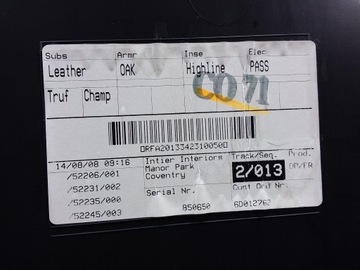 Subs Armr Inse Elec
Leather OAK Highline PASS
Truf Champ
CO 71
DRFA2013342310050D
14/08/08 09:16 Intier Interiors Track/Seq. Prod.
/52206/001 Manor Park 2/013 OP/FR
/52231/002 Coventry
/52235/000 Serial Nr. Cust Ord Nr.
/52245/003 850650 6D012762